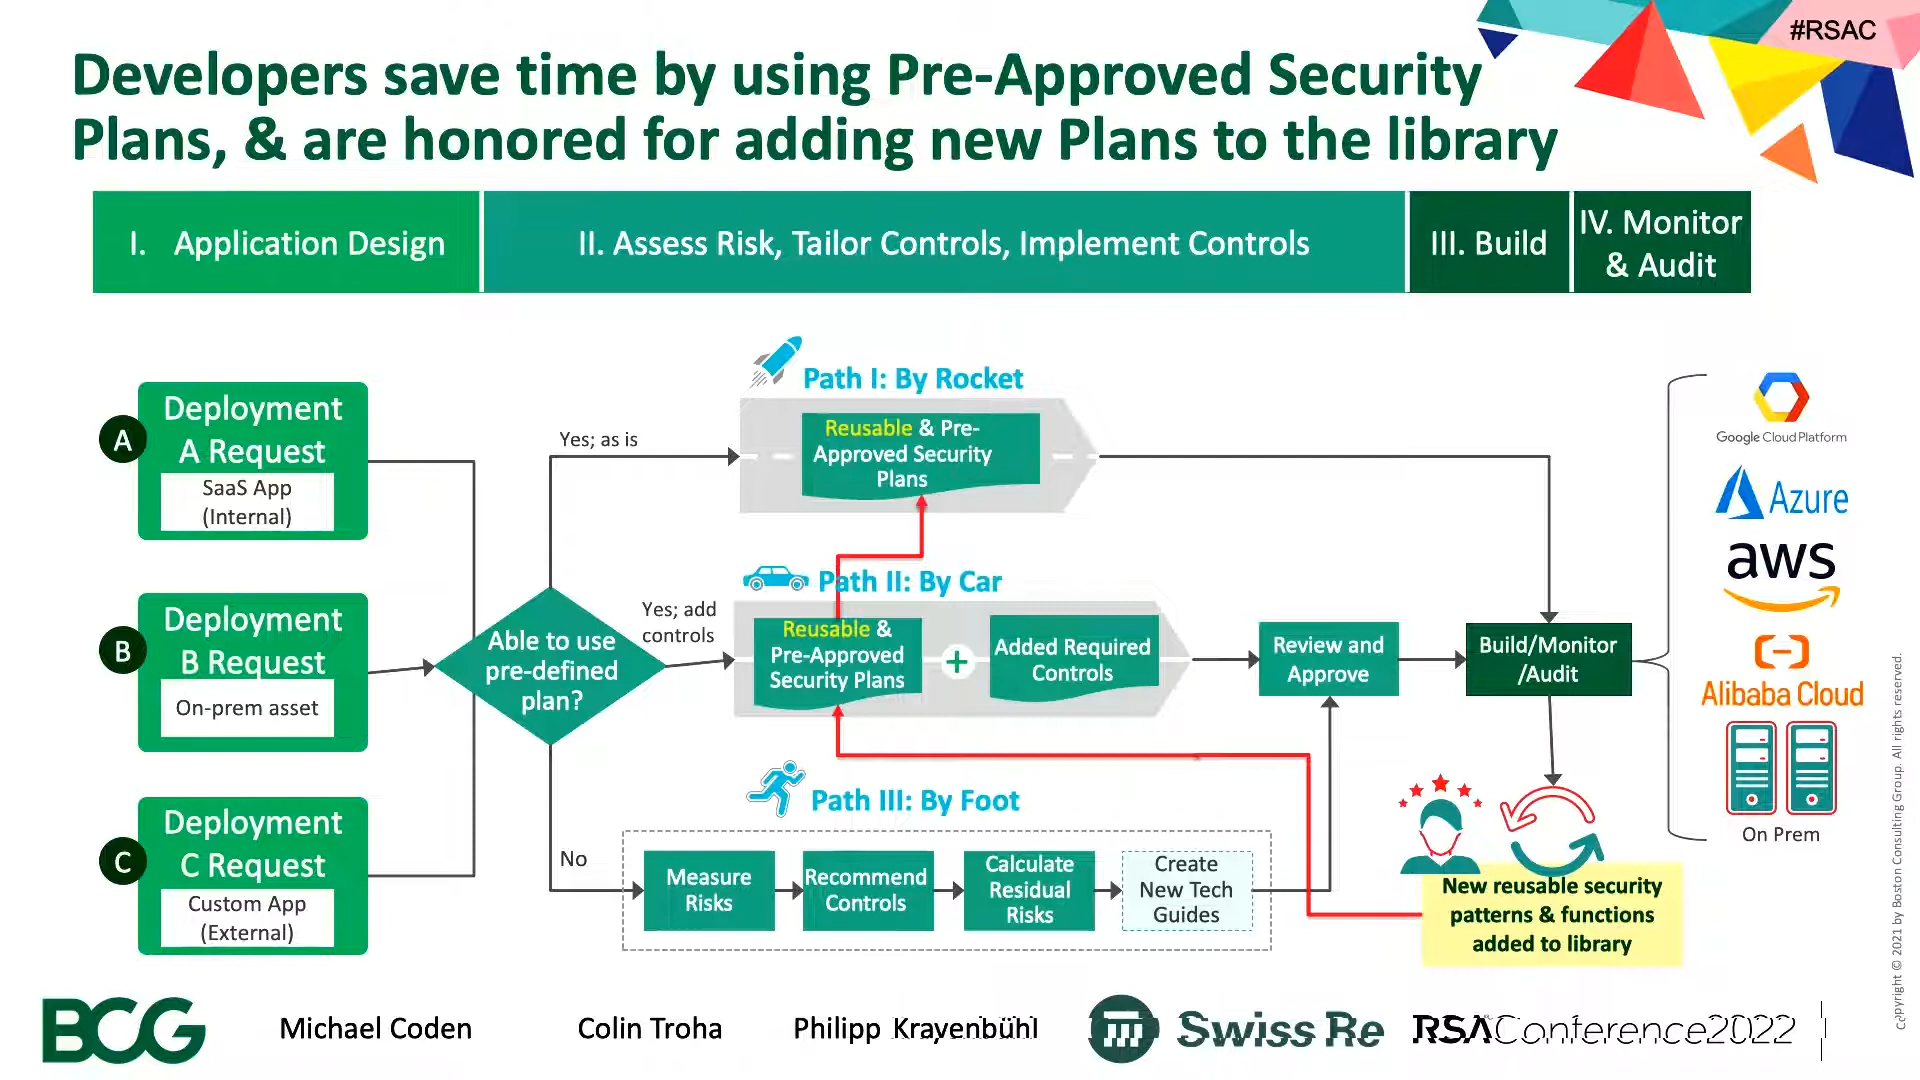 #RSAC
Developers save time by using Pre-Approved Security
Plans, & are honored for adding new Plans to the library
I. Application Design
II. Assess Risk, Tailor Controls, Implement Controls
III. Build
IV. Monitor
& Audit
A
Deployment
A Request
SaaS App
(Internal)
B
Deployment
B Request
On-prem asset
C
Deployment
C Request
Custom App
(External)
Able to use
pre-defined
plan?
Yes; as is
Yes; add
controls
No
Path I: By Rocket
Reusable & Pre-
Approved Security
Plans
Path II: By Car
Reusable &
Pre-Approved
Security Plans
+
Added Required
Controls
Path III: By Foot
Measure
Risks
Recommend
Controls
Calculate
Residual
Risks
Create
New Tech
Guides
Review and
Approve
Build/Monitor
/Audit
New reusable security
patterns & functions
added to library
Google Cloud Platform
Azure
aws
Alibaba Cloud
On Prem
Copyright © 2021 by Boston Consulting Group. All rights reserved.
BCG
Michael Coden
Colin Troha
Philipp Krayenbühl
Swiss Re
RSAConference2022